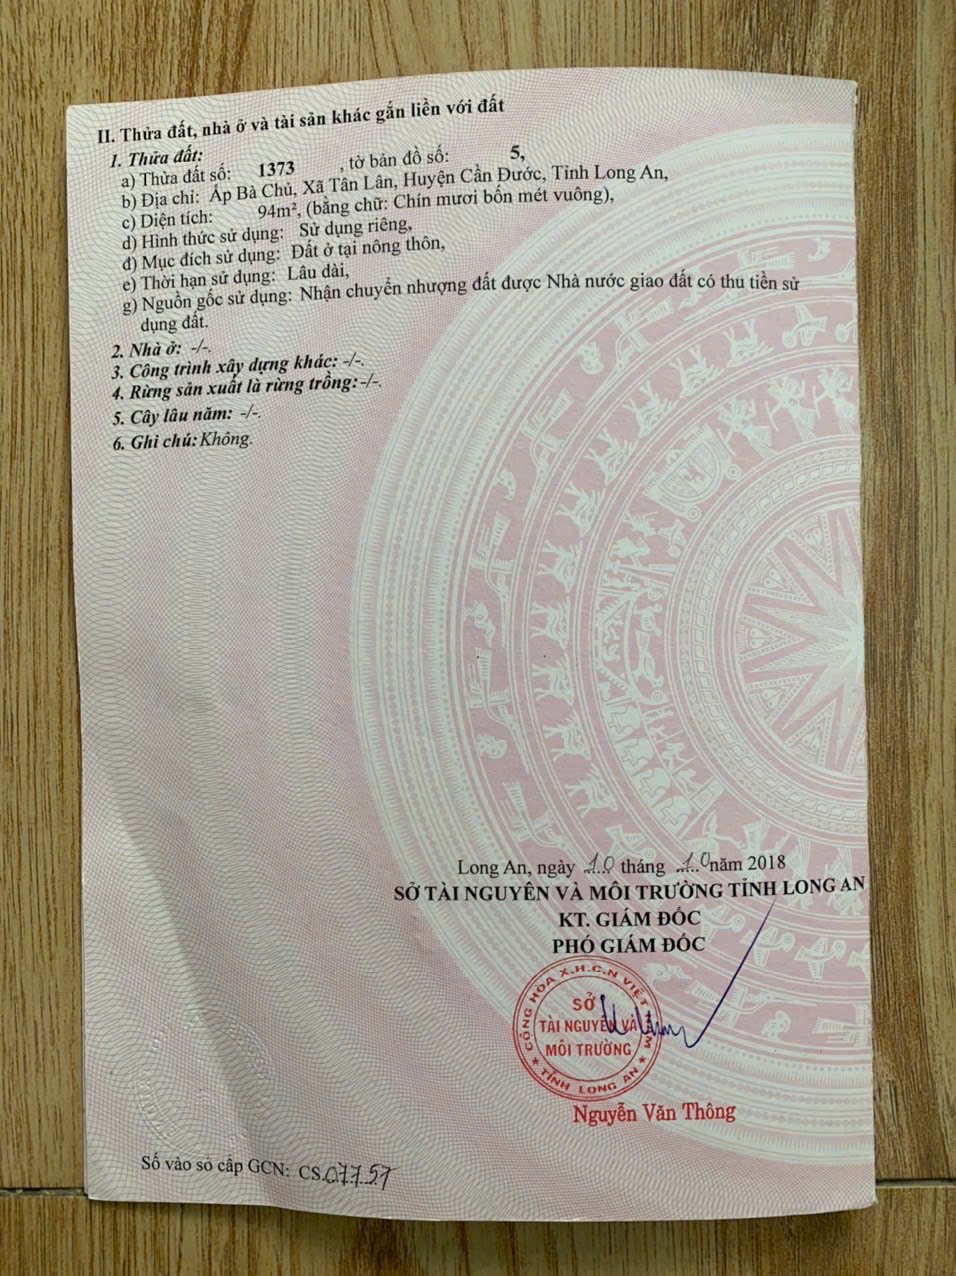 II. Thửa đất, nhà ở và tài sản khác gắn liền với đất
1. Thửa đất:
a) Thửa đất số: 1373 , tờ bản đồ số: 5,
b) Địa chỉ: Ấp Bà Chủ, Xã Tân Lân, Huyện Cần Đước, Tỉnh Long An,
c) Diện tích: 94m², (bằng chữ: Chín mươi bốn mét vuông),
d) Hình thức sử dụng: Sử dụng riêng,
đ) Mục đích sử dụng: Đất ở tại nông thôn,
e) Thời hạn sử dụng: Lâu dài,
g) Nguồn gốc sử dụng: Nhận chuyển nhượng đất được Nhà nước giao đất có thu tiền sử
dụng đất.
2. Nhà ở: -/-.
3. Công trình xây dựng khác: -/-.
4. Rừng sản xuất là rừng trồng: -/-.
5. Cây lâu năm: -/-.
6. Ghi chú: Không.
Long An, ngày 10 tháng 10 năm 2018
SỞ TÀI NGUYÊN VÀ MÔI TRƯỜNG TỈNH LONG AN
KT. GIÁM ĐỐC
PHÓ GIÁM ĐỐC
CỘNG HÒA X.H.C.N VIỆT NAM
SỞ
TÀI NGUYÊN VÀ
MÔI TRƯỜNG
★ TỈNH LONG AN ★
Nguyễn Văn Thông
Số vào sổ cấp GCN: CS.07757